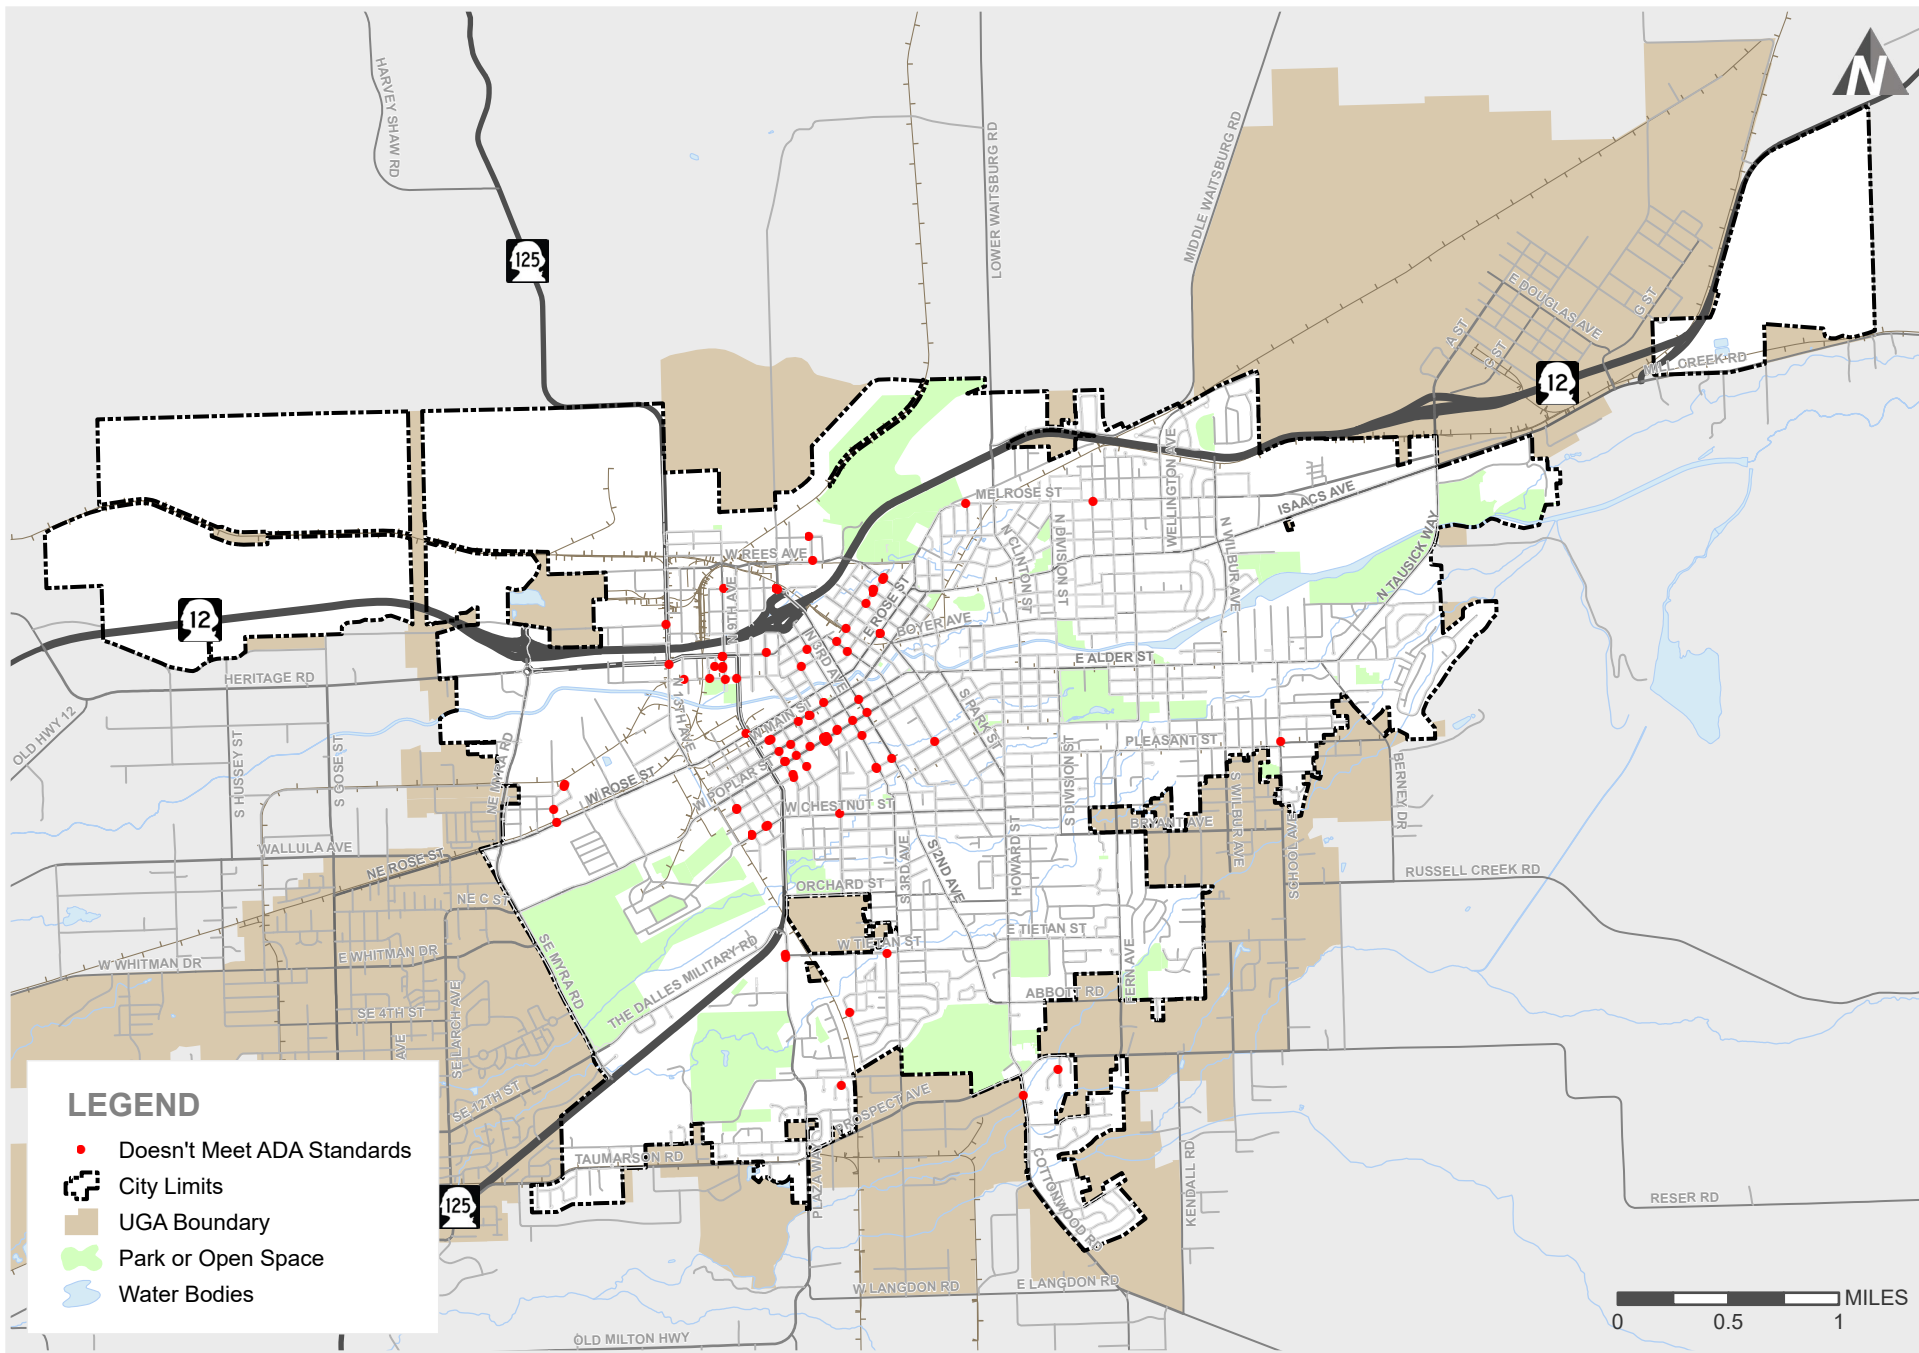 N
HARVEY SHAW RD
LOWER WAITSBURG RD
MIDDLE WAITSBURG RD
125
E DOUGLAS AVE
G ST
A ST
G ST
12
MILL CREEK RD
MELROSE ST
ISAACS AVE
WELLINGTON AVE
N CLINTON ST
N DIVISION ST
N WILBUR AVE
N TAUSICK WAY
W REES AVE
N 9TH AVE
E ROSE ST
BOYER AVE
12
N 3RD AVE
E ALDER ST
HERITAGE RD
OLD HWY 12
N 13TH AVE
W MAIN ST
S PARK ST
PLEASANT ST
S HUSSEY ST
S GOSE ST
NE MYRA RD
W ROSE ST
W POPLAR ST
W CHESTNUT ST
S DIVISION ST
BRYANT AVE
S WILBUR AVE
SCHOOL AVE
BERNEY DR
WALLULA AVE
NE ROSE ST
S 3RD AVE
S 2ND AVE
HOWARD ST
RUSSELL CREEK RD
ORCHARD ST
NE C ST
E TIETAN ST
W TIETAN ST
E WHITMAN DR
W WHITMAN DR
SE MYRA RD
THE DALLES MILITARY RD
FERN AVE
ABBOTT RD
SE 4TH ST
SE LARCH AVE
AVE
SE 12TH ST
PROSPECT AVE
TAUMARSON RD
PLAZA WAY
COTTONWOOD RD
KENDALL RD
RESER RD
125
W LANGDON RD
E LANGDON RD
OLD MILTON HWY
LEGEND
Doesn't Meet ADA Standards
City Limits
UGA Boundary
Park or Open Space
Water Bodies
MILES
0 0.5 1